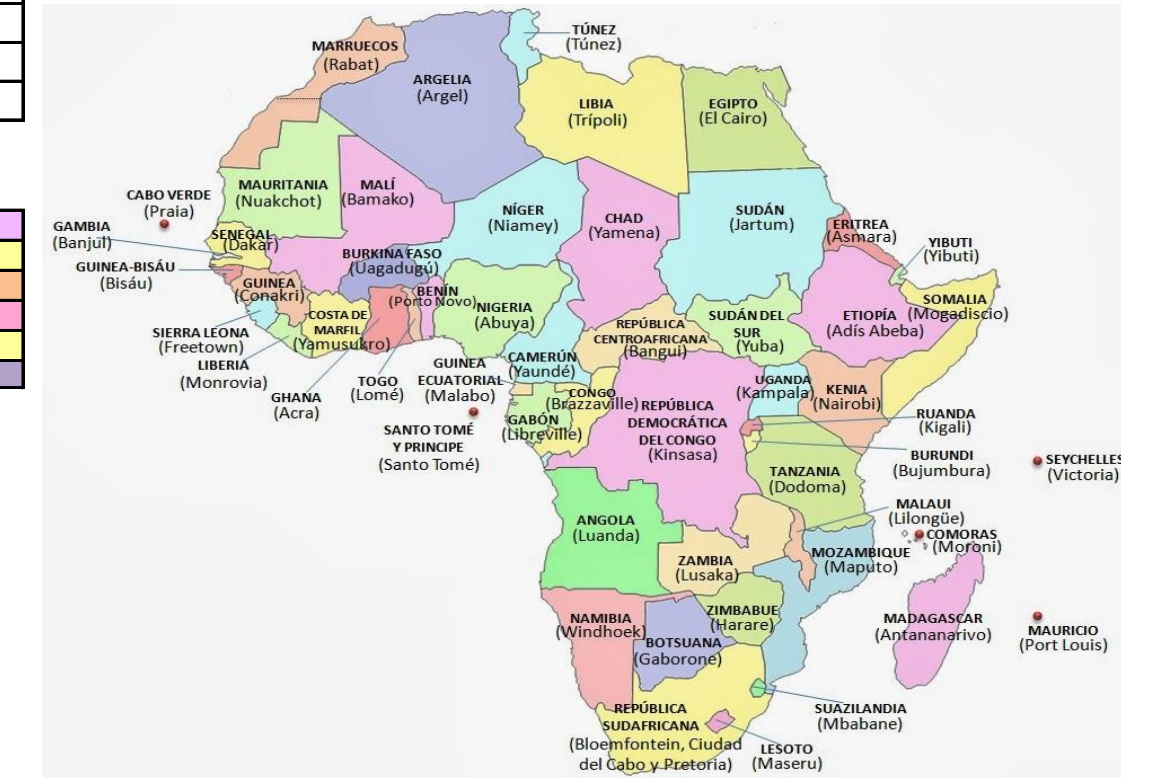 TÚNEZ
(Túnez)
MARRUECOS
(Rabat)
ARGELIA
(Argel)
LIBIA
(Trípoli)
EGIPTO
(El Cairo)
CABO VERDE
(Praia)
MAURITANIA
(Nuakchot)
MALÍ
(Bamako)
NÍGER
(Niamey)
CHAD
(Yamena)
SUDÁN
(Jartum)
ERITREA
(Asmara)
YIBUTI
(Yibuti)
GAMBIA
(Banjul)
SENEGAL
(Dakar)
GUINEA-BISÁU
(Bisáu)
GUINEA
(Conakri)
BURKINA FASO
(Uagadugú)
BENÍN
(Porto Novo)
NIGERIA
(Abuya)
COSTA DE
MARFIL
(Yamusukro)
SIERRA LEONA
(Freetown)
LIBERIA
(Monrovia)
GHANA
(Acra)
TOGO
(Lomé)
REPÚBLICA
CENTROAFRICANA
(Bangui)
SUDÁN DEL
SUR
(Yuba)
ETIOPÍA
(Adís Abeba)
SOMALIA
(Mogadiscio)
GUINEA
ECUATORIAL
(Malabo)
CAMERÚN
(Yaundé)
CONGO
(Brazzaville)
GABÓN
(Libreville)
SANTO TOMÉ
Y PRINCIPE
(Santo Tomé)
REPÚBLICA
DEMOCRÁTICA
DEL CONGO
(Kinsasa)
UGANDA
(Kampala)
KENIA
(Nairobi)
RUANDA
(Kigali)
BURUNDI
(Bujumbura)
SEYCHELLES
(Victoria)
TANZANIA
(Dodoma)
ANGOLA
(Luanda)
MALAUI
(Lilongüe)
COMORAS
(Moroni)
ZAMBIA
(Lusaka)
MOZAMBIQUE
(Maputo)
NAMIBIA
(Windhoek)
BOTSUANA
(Gaborone)
ZIMBABUE
(Harare)
MADAGASCAR
(Antananarivo)
MAURICIO
(Port Louis)
REPÚBLICA
SUDAFRICANA
(Bloemfontein, Ciudad
del Cabo y Pretoria)
SUAZILANDIA
(Mbabane)
LESOTO
(Maseru)